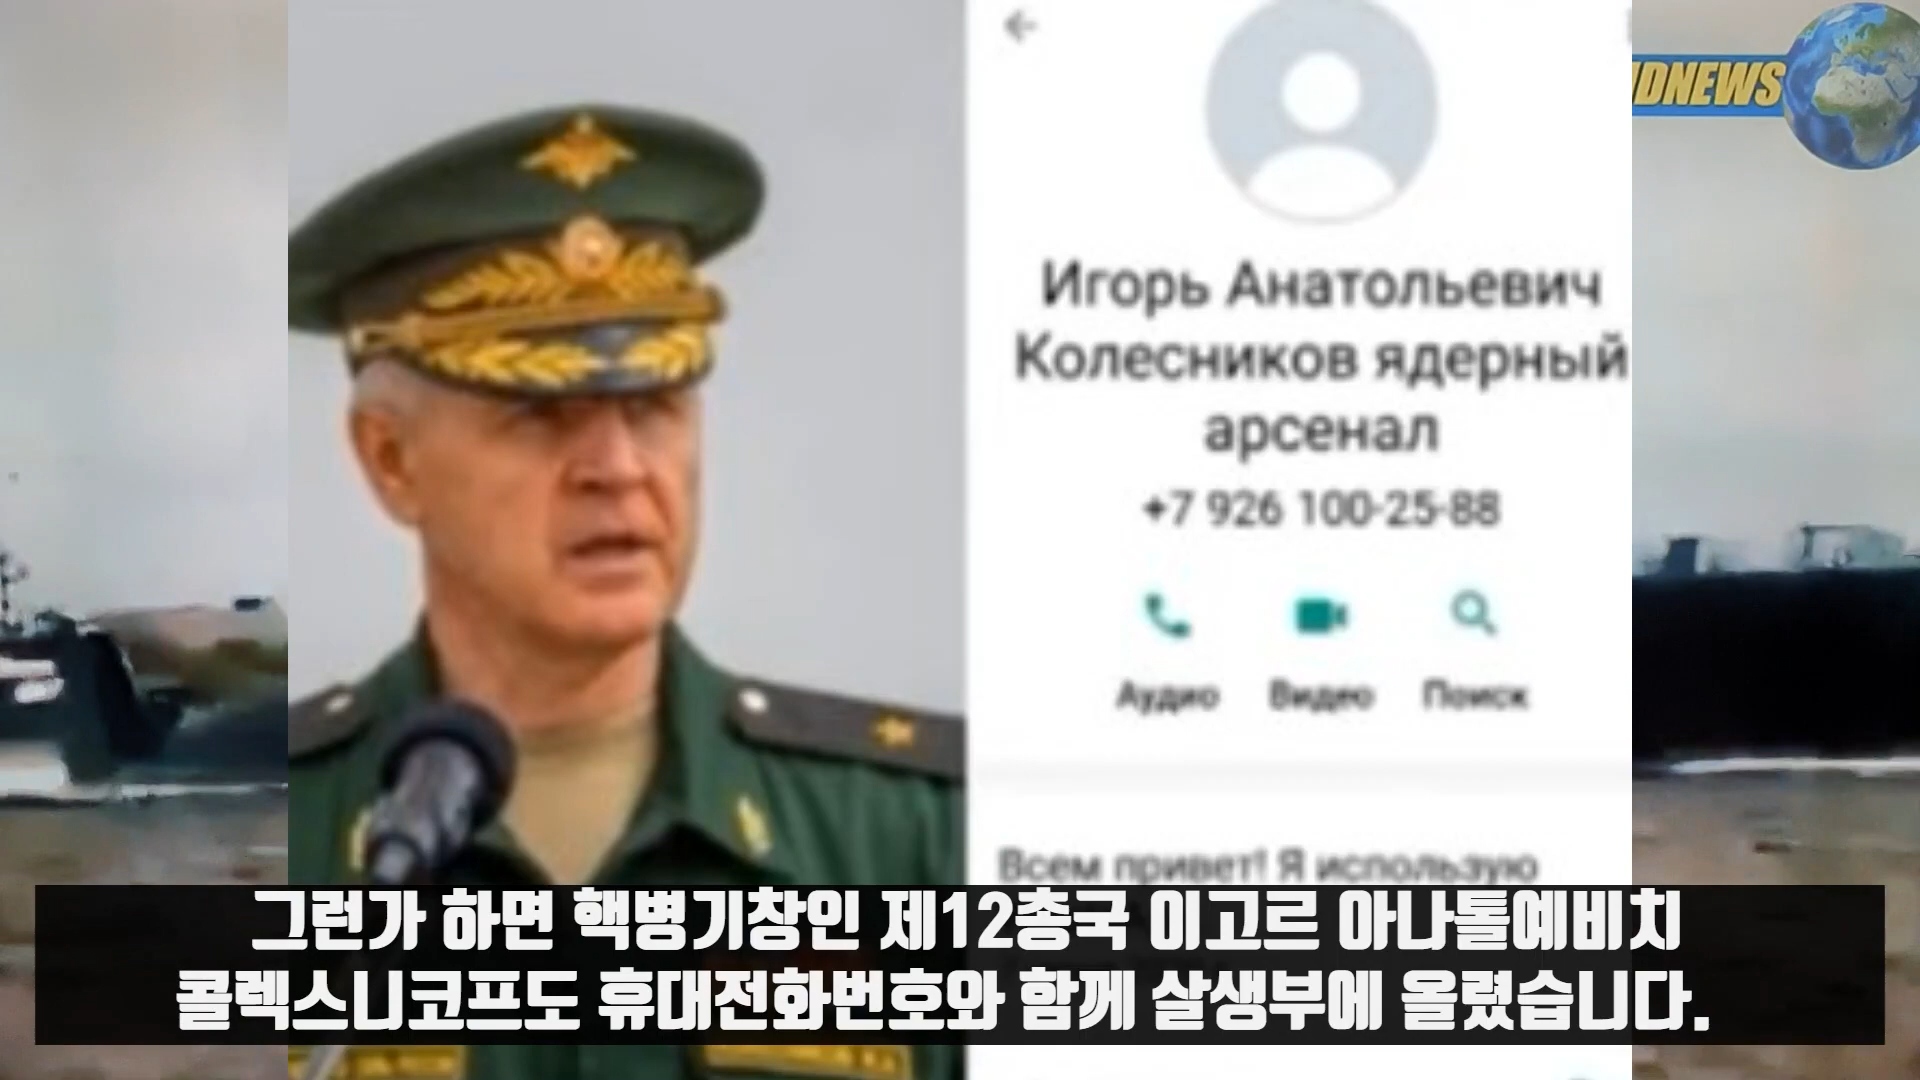 DNEWS
Игорь Анатольевич
Колесников ядерный
арсенал
+7 926 100-25-88
Аудио Видео Поиск
Всем привет! Я использую
그런가 하면 핵병기창인 제12총국 이고르 아나톨예비치
콜렉스니코프도 휴대전화번호와 함께 살생부에 올렸습니다.